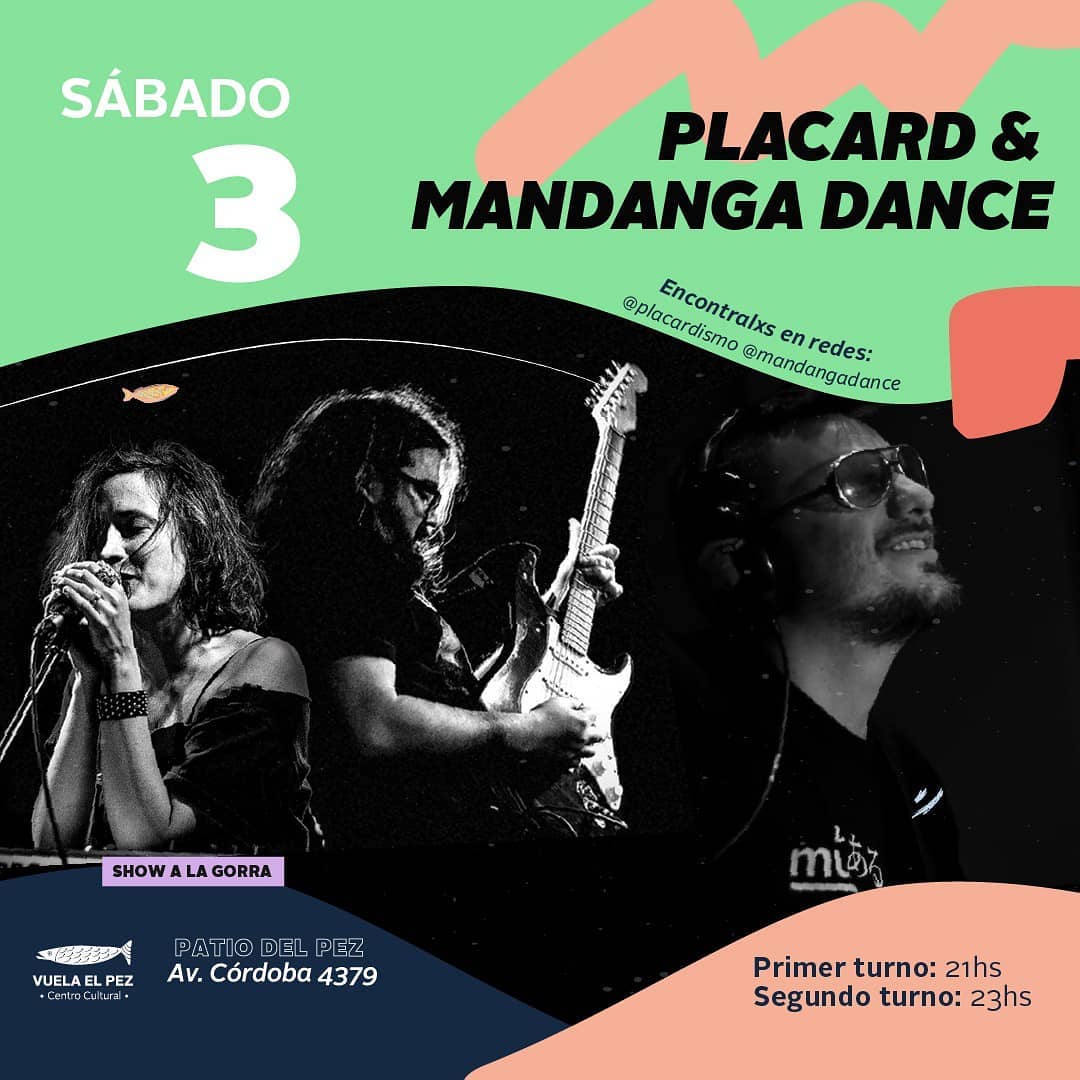 SÁBADO
3
PLACARD &
MANDANGA DANCE
Encontralxs en redes:
@placardismo @mandangadance
SHOW A LA GORRA
VUELA EL PEZ
• Centro Cultural •
PATIO DEL PEZ
Av. Córdoba 4379
Primer turno: 21hs
Segundo turno: 23hs